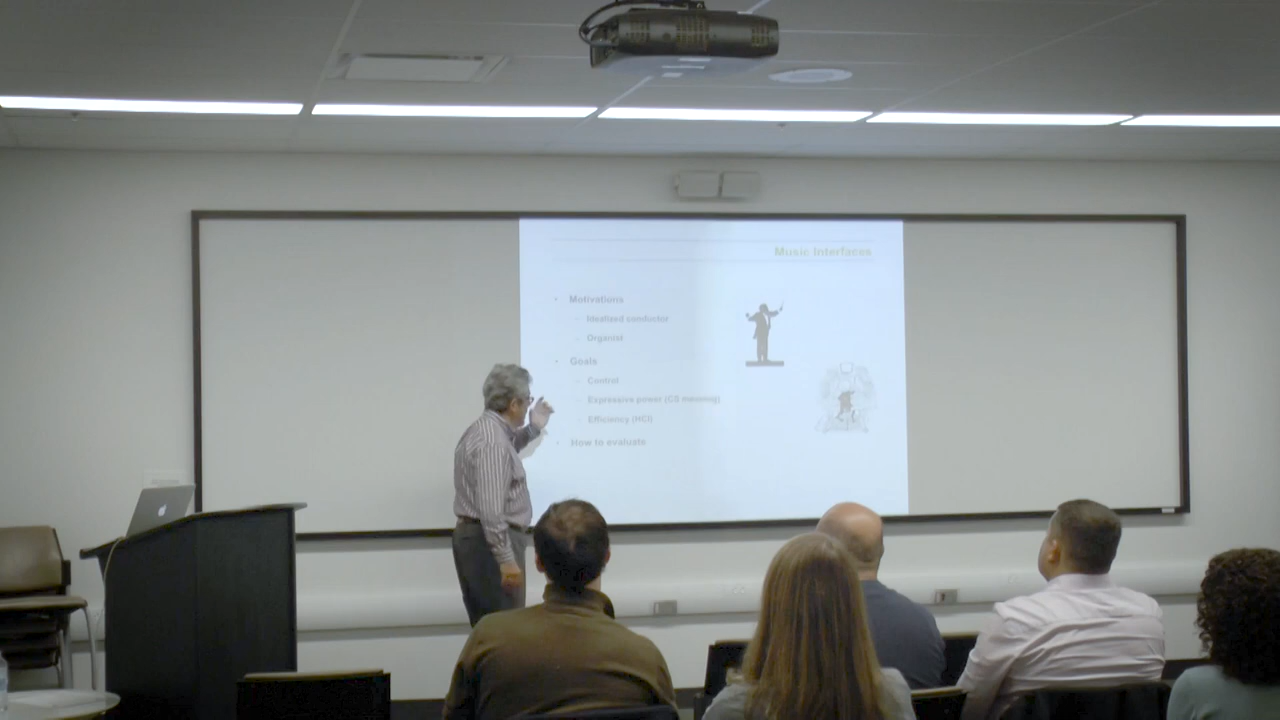 Music Interfaces
Motivations
– Idealized conductor
– Organist
Goals
– Control
– Expressive power (CS meaning)
– Efficiency (HCI)
How to evaluate